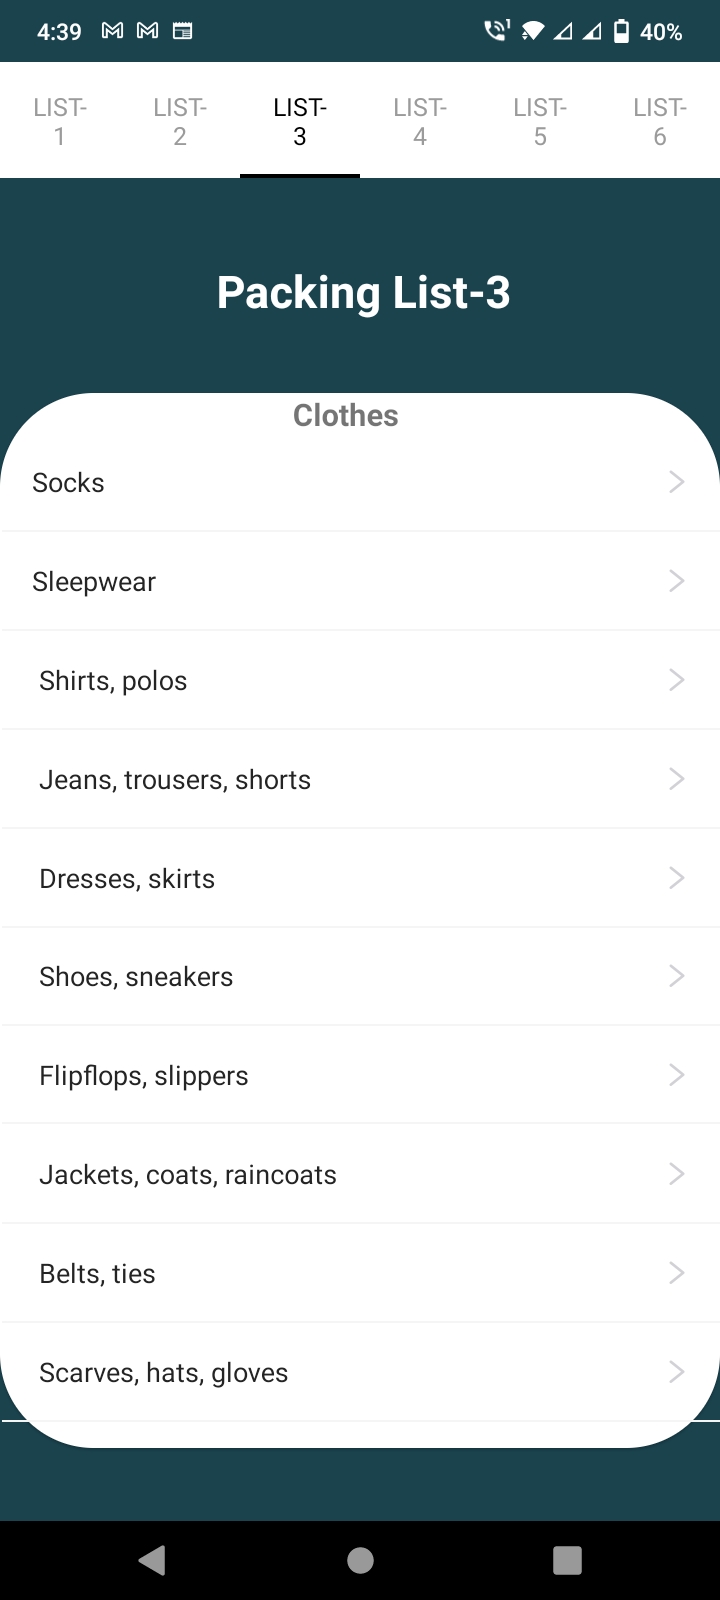 4:39
1
40%
LIST-
1
LIST-
2
LIST-
3
LIST-
4
LIST-
5
LIST-
6
Packing List-3
Clothes
Socks
Sleepwear
Shirts, polos
Jeans, trousers, shorts
Dresses, skirts
Shoes, sneakers
Flipflops, slippers
Jackets, coats, raincoats
Belts, ties
Scarves, hats, gloves